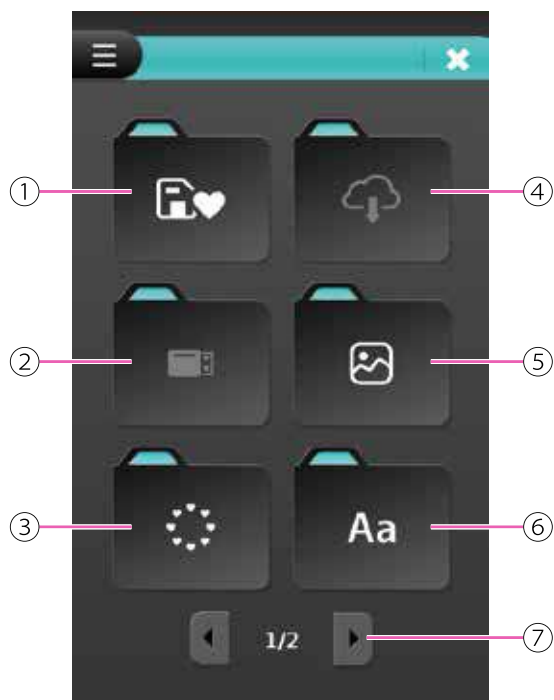 ① ④
② ⑤
③ Aa ⑥
1/2 ⑦